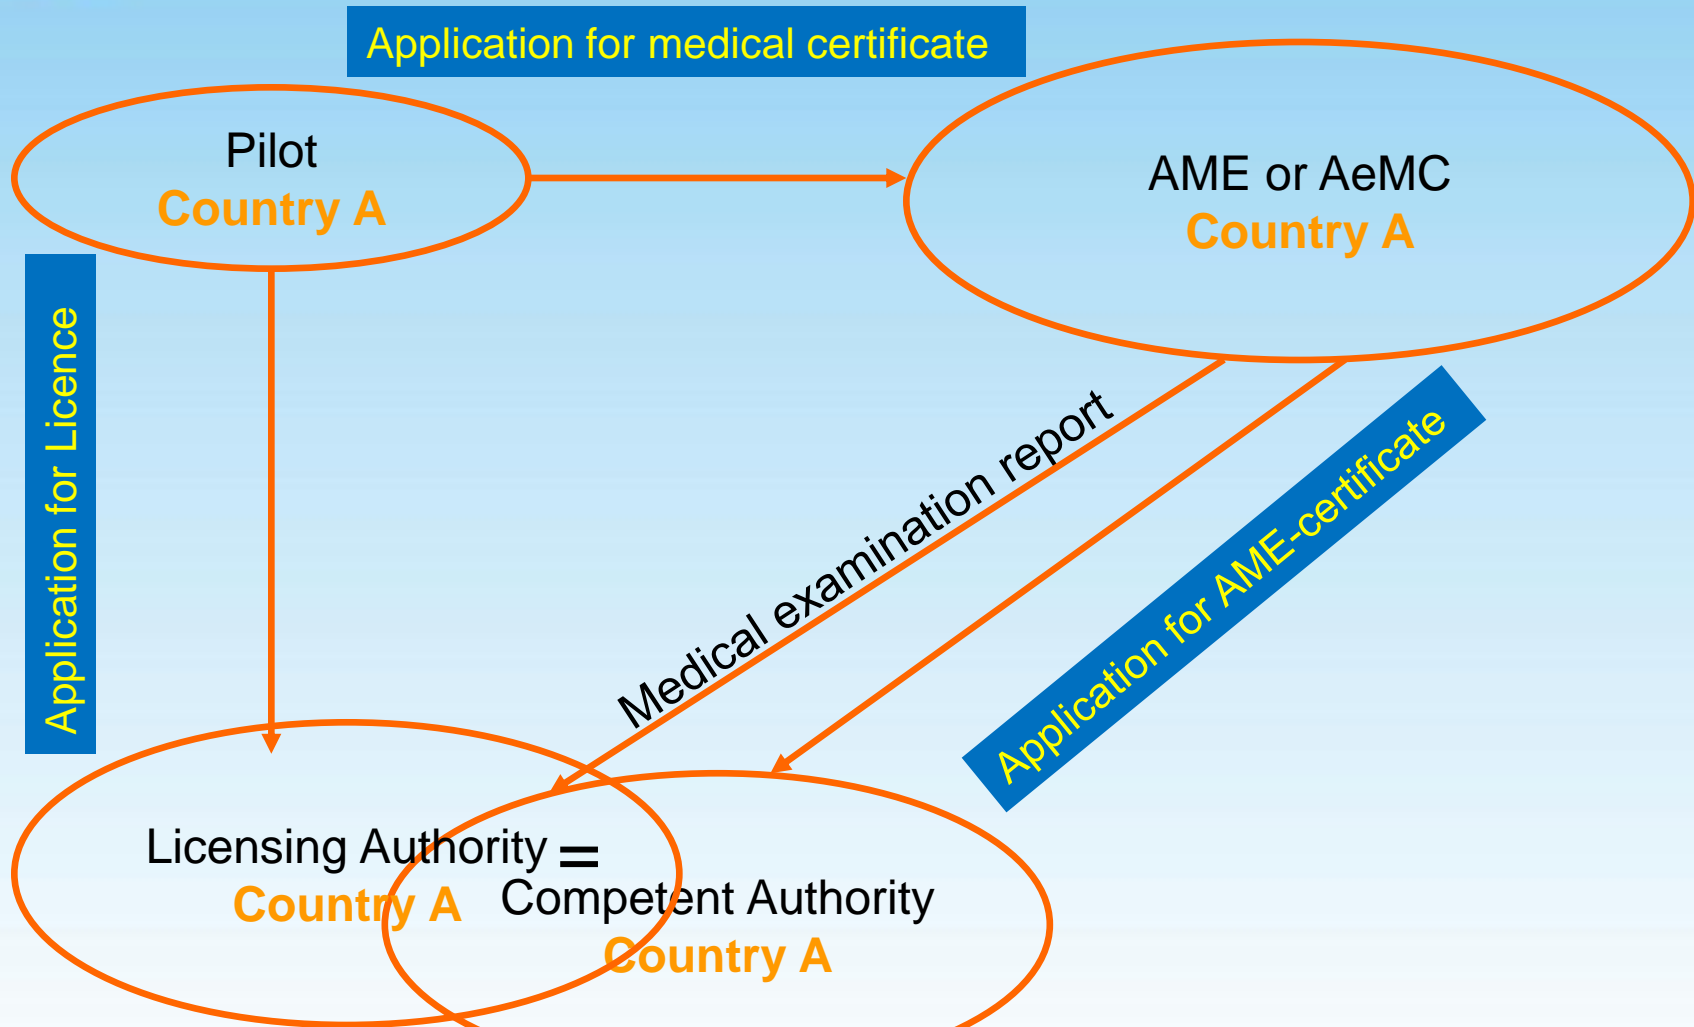 Application for medical certificate
Pilot
Country A
AME or AeMC
Country A
Application for Licence
Medical examination report
Application for AME-certificate
Licensing Authority =
Country A
Competent Authority
Country A